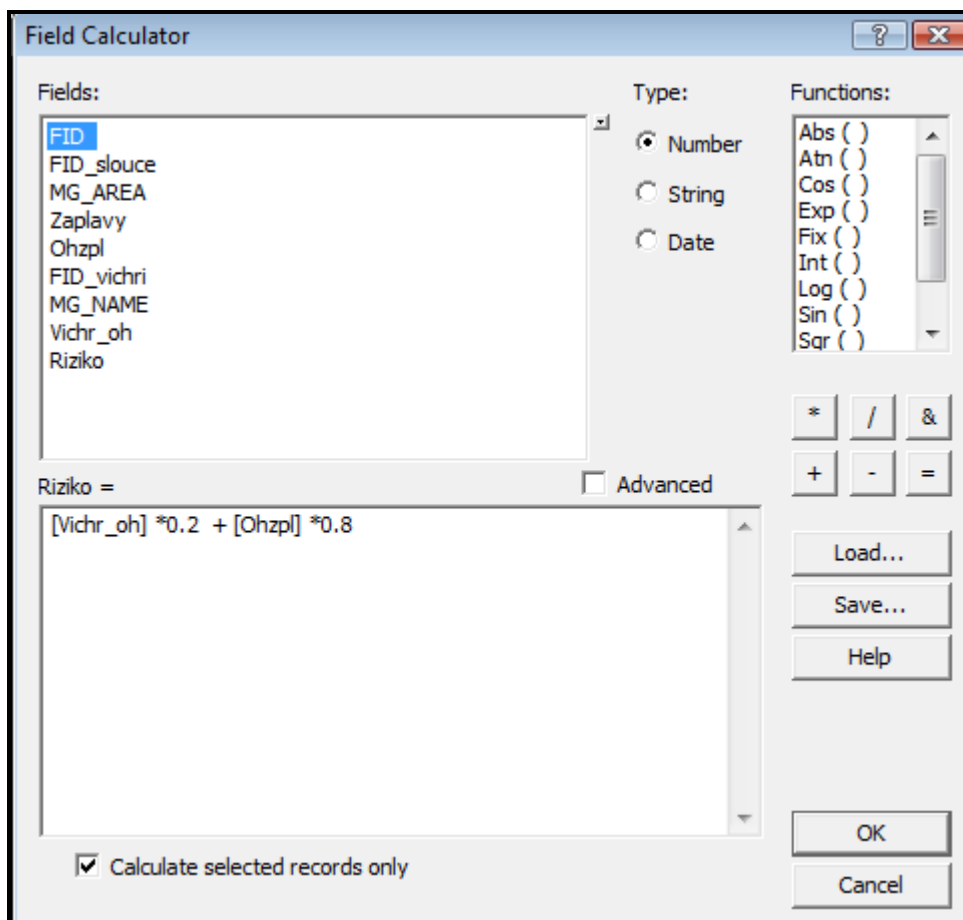 Field Calculator
Fields:
FID
FID_slouce
MG_AREA
Zaplavy
Ohzpl
FID_vichri
MG_NAME
Vichr_oh
Riziko
Type:
Number
String
Date
Functions:
Abs ( )
Atn ( )
Cos ( )
Exp ( )
Fix ( )
Int ( )
Log ( )
Sin ( )
Sqr ( )
* / &
+ - =
Riziko =
Advanced
[Vichr_oh] *0.2 + [Ohzpl] *0.8
Load...
Save...
Help
Calculate selected records only
OK
Cancel